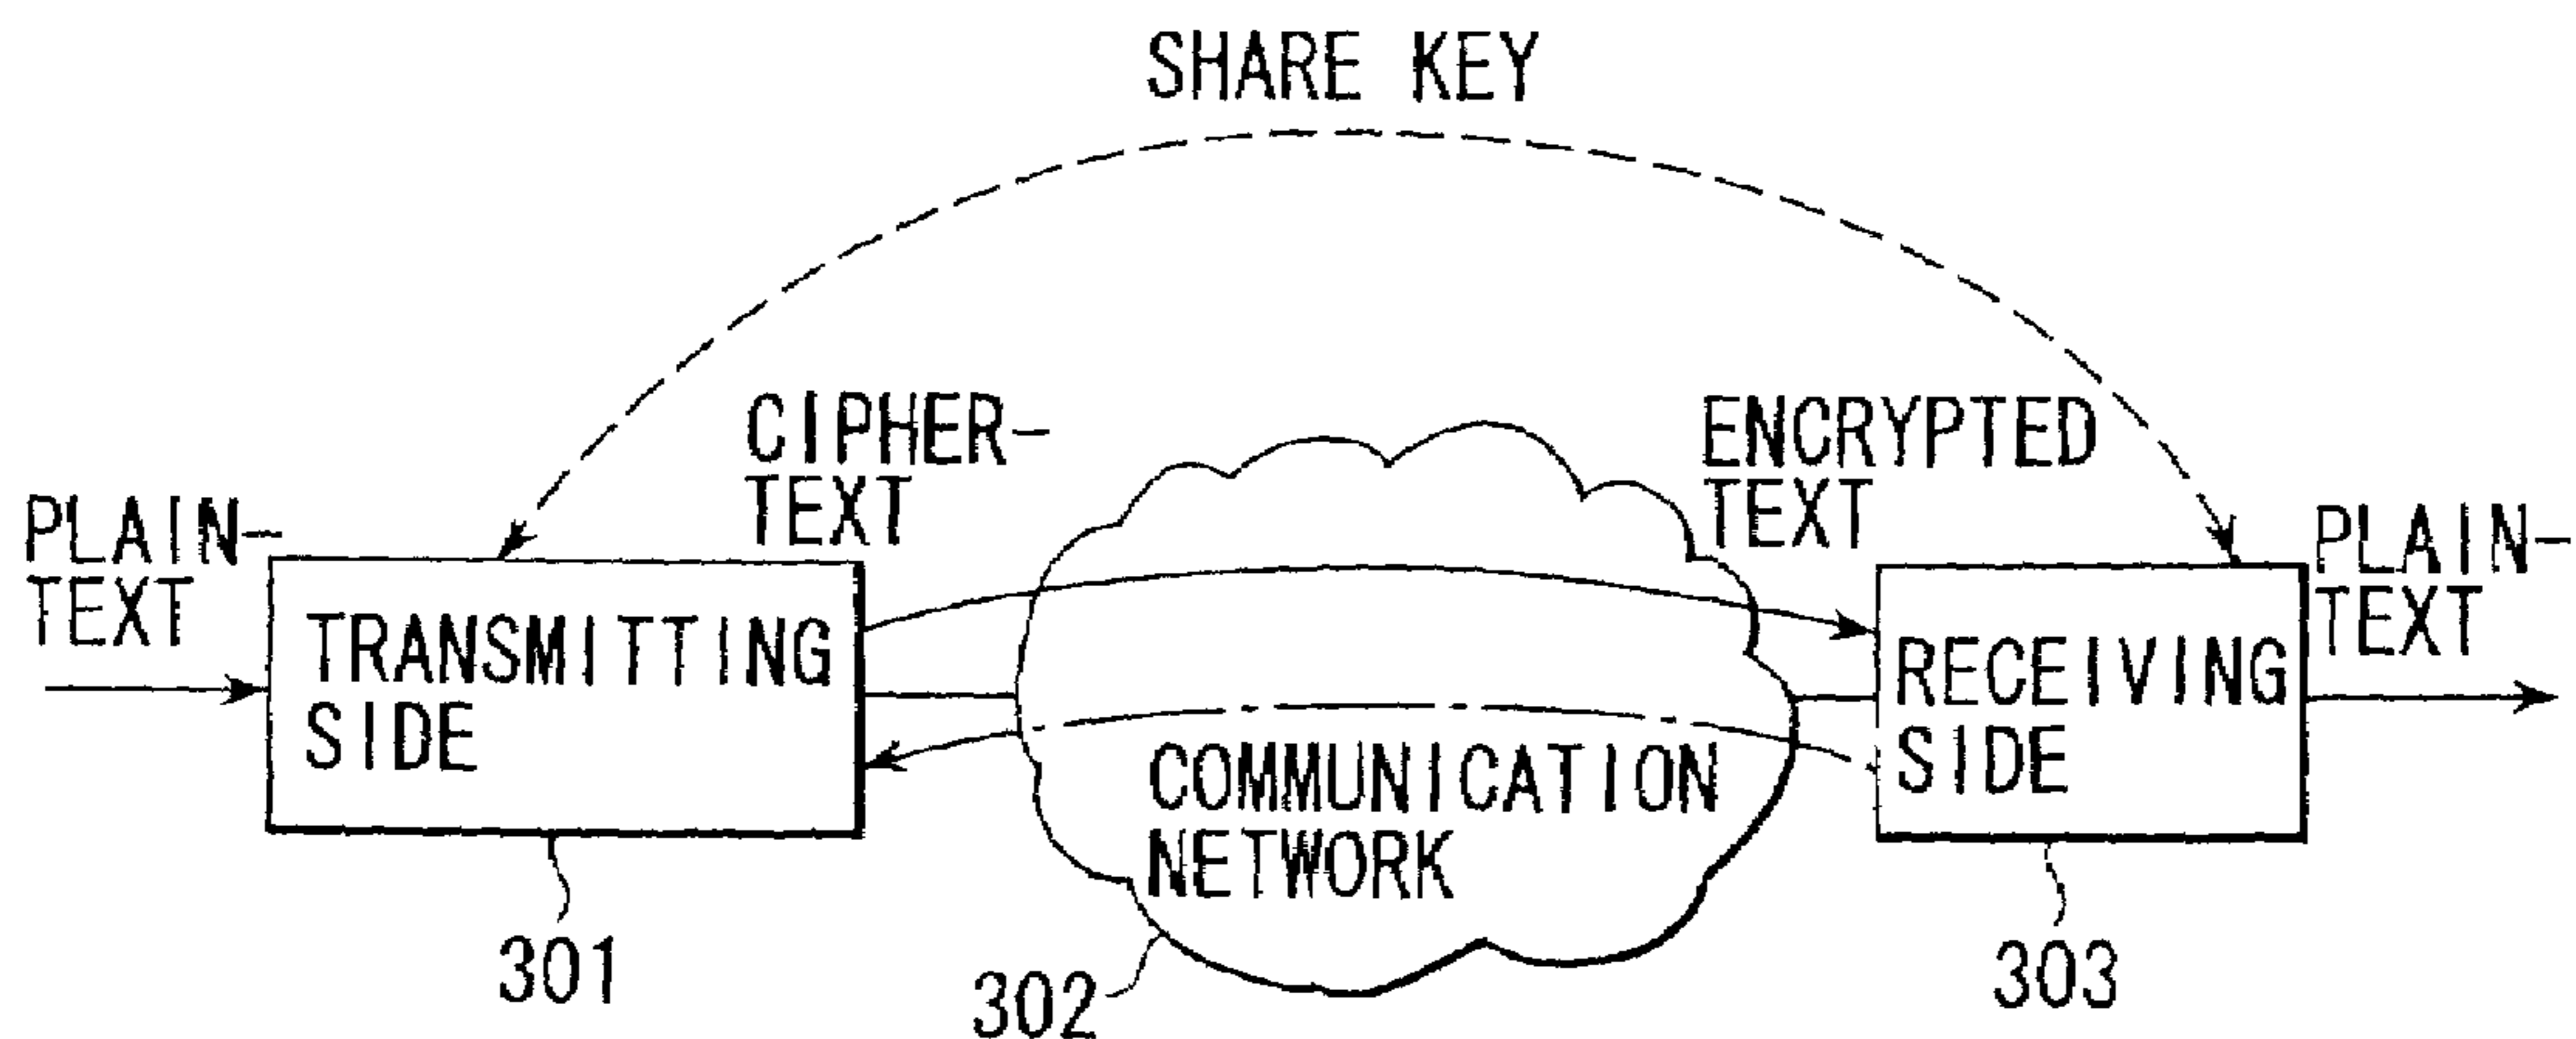 SHARE KEY
CIPHER-
TEXT
ENCRYPTED
TEXT
PLAIN-
TEXT
PLAIN-
TEXT
TRANSMITTING
SIDE
RECEIVING
SIDE
COMMUNICATION
NETWORK
301
302
303